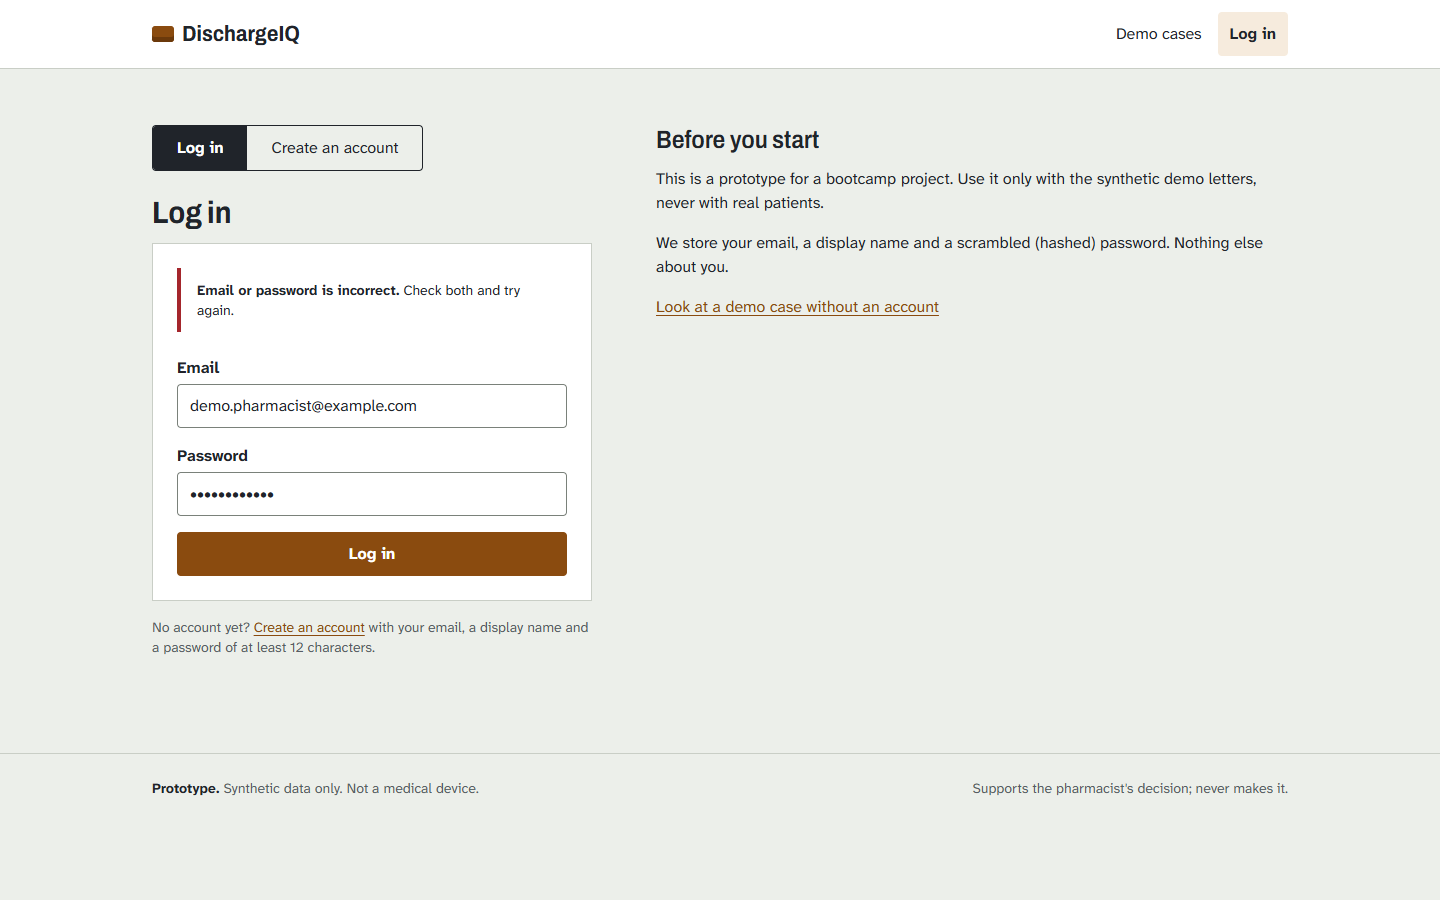 DischargeIQ
Demo cases
Log in
Log in
Create an account
Log in
Email or password is incorrect. Check both and try
again.
Email
demo.pharmacist@example.com
Password
••••••••••••
Log in
No account yet? Create an account with your email, a display name and
a password of at least 12 characters.
Before you start
This is a prototype for a bootcamp project. Use it only with the synthetic demo letters,
never with real patients.
We store your email, a display name and a scrambled (hashed) password. Nothing else
about you.
Look at a demo case without an account
Prototype. Synthetic data only. Not a medical device.
Supports the pharmacist's decision; never makes it.